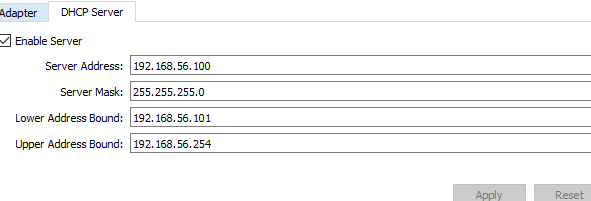 Adapter DHCP Server
Enable Server
Server Address: 192.168.56.100
Server Mask: 255.255.255.0
Lower Address Bound: 192.168.56.101
Upper Address Bound: 192.168.56.254
Apply Reset